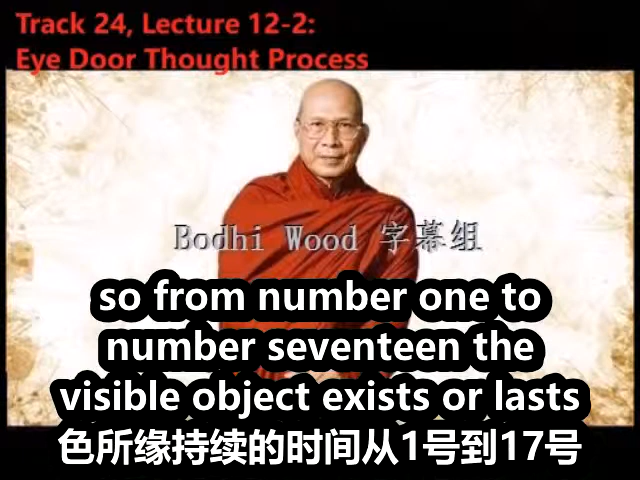 Track 24, Lecture 12-2:
Eye Door Thought Process
Bodhi Wood 字幕组
so from number one to
number seventeen the
visible object exists or lasts
色所缘持续的时间从1号到17号